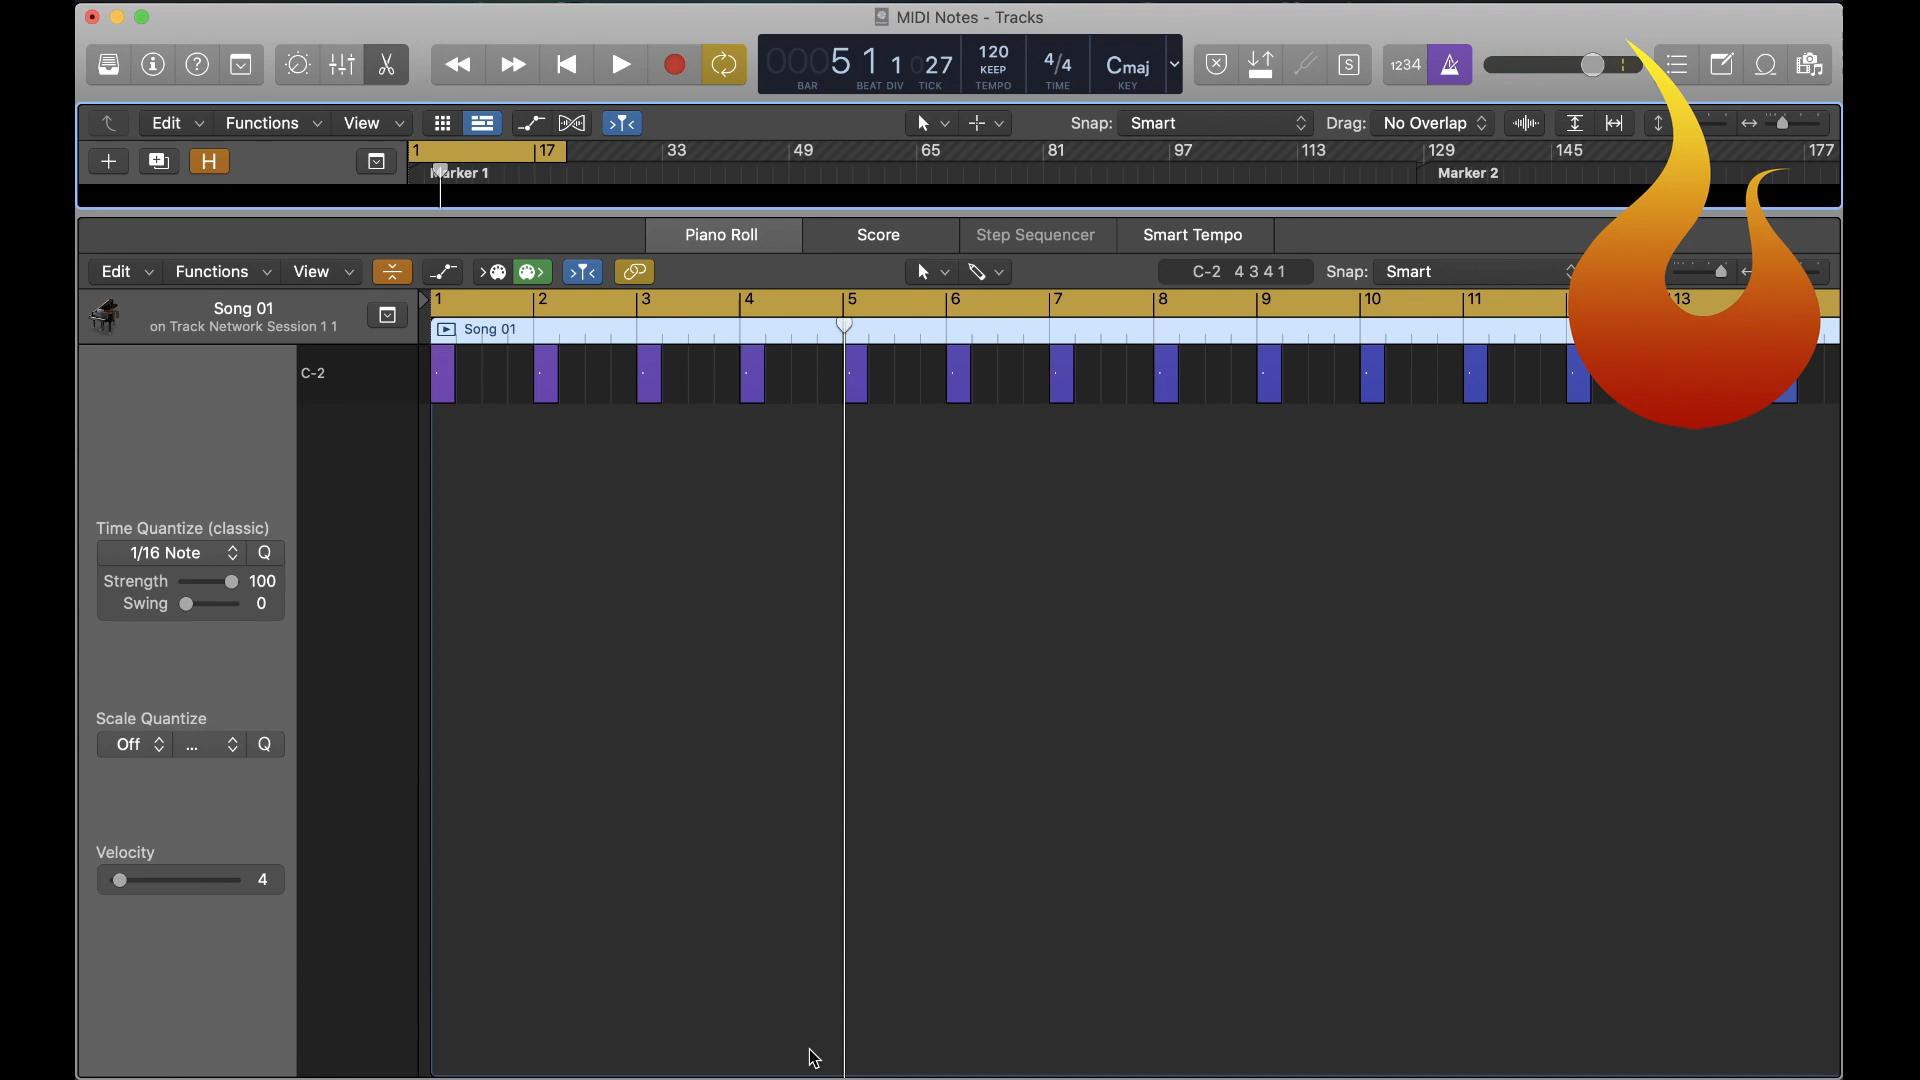 MIDI Notes - Tracks
0005 1 1 027
BAR BEAT DIV TICK
120
KEEP
TEMPO
4/4
TIME
Cmaj
KEY
S
1234
Edit Functions View
Snap: Smart
Drag: No Overlap
H
1 17 33 49 65 81 97 113 129 145 177
Marker 1
Marker 2
Piano Roll Score Step Sequencer Smart Tempo
Edit Functions View
C-2 4 3 4 1
Snap: Smart
Song 01
on Track Network Session 1 1
1 2 3 4 5 6 7 8 9 10 11 13
Song 01
C-2
Time Quantize (classic)
1/16 Note Q
Strength 100
Swing 0
Scale Quantize
Off ... Q
Velocity
4